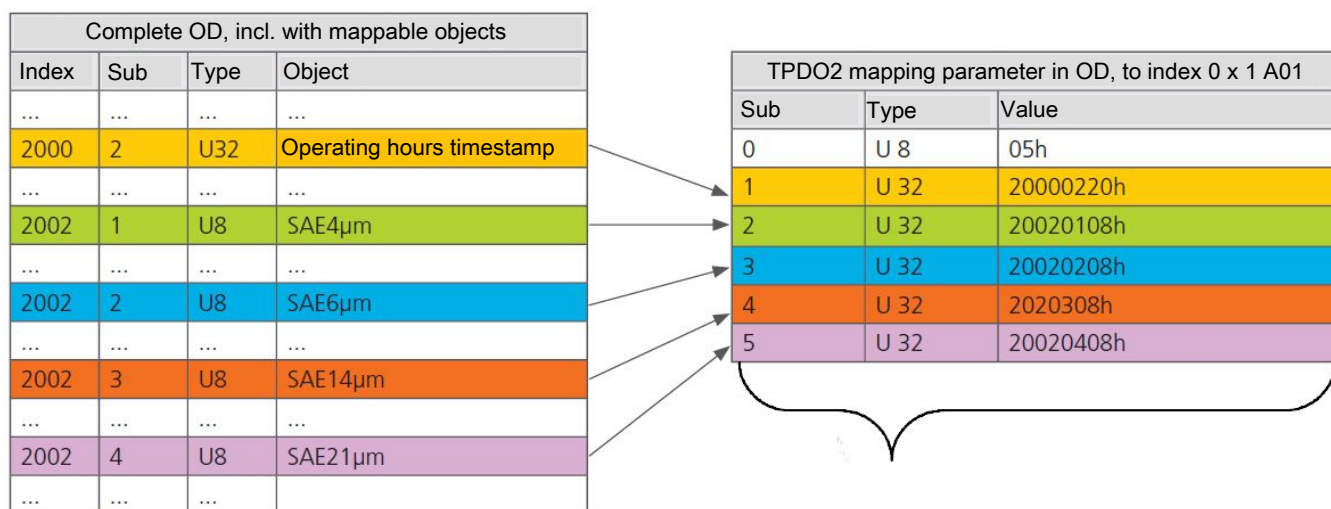 Complete OD, incl. with mappable objects
Index Sub Type Object
... ... ... ...
2000 2 U32 Operating hours timestamp
... ... ... ...
2002 1 U8 SAE4µm
... ... ... ...
2002 2 U8 SAE6µm
... ... ... ...
2002 3 U8 SAE14µm
... ... ... ...
2002 4 U8 SAE21µm
... ... ...
TPDO2 mapping parameter in OD, to index 0 x 1 A01
Sub Type Value
0 U 8 05h
1 U 32 20000220h
2 U 32 20020108h
3 U 32 20020208h
4 U 32 2020308h
5 U 32 20020408h